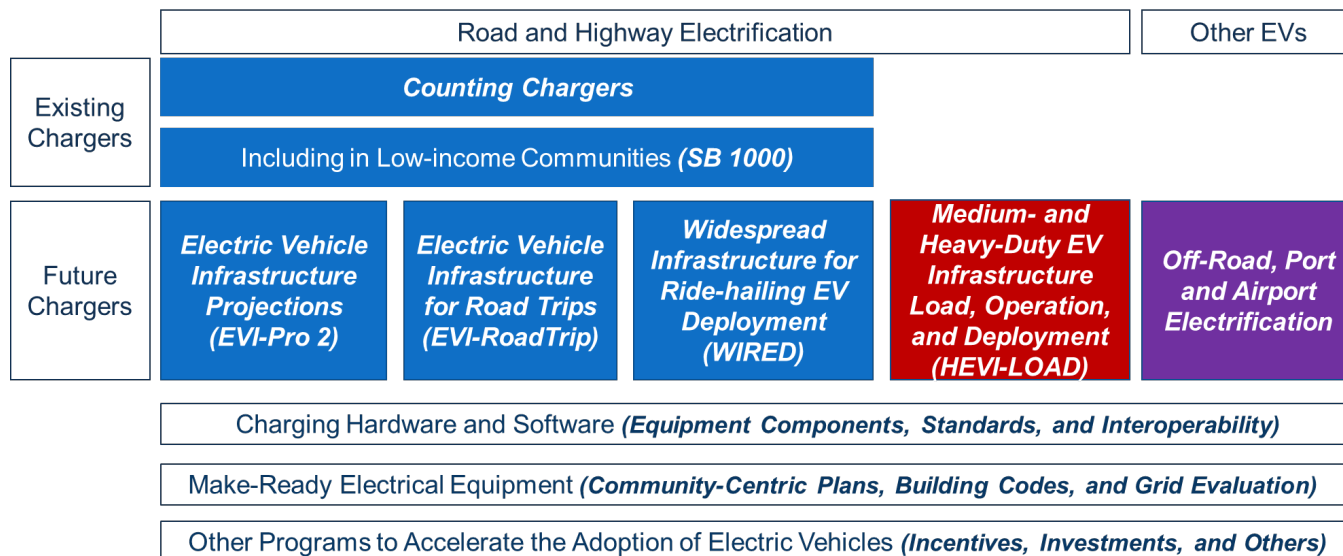 Road and Highway Electrification
Other EVs
Existing
Chargers
Counting Chargers
Including in Low-income Communities (SB 1000)
Future
Chargers
Electric Vehicle
Infrastructure
Projections
(EVI-Pro 2)
Electric Vehicle
Infrastructure
for Road Trips
(EVI-RoadTrip)
Widespread
Infrastructure for
Ride-hailing EV
Deployment
(WIRED)
Medium- and
Heavy-Duty EV
Infrastructure
Load, Operation,
and Deployment
(HEVI-LOAD)
Off-Road, Port
and Airport
Electrification
Charging Hardware and Software (Equipment Components, Standards, and Interoperability)
Make-Ready Electrical Equipment (Community-Centric Plans, Building Codes, and Grid Evaluation)
Other Programs to Accelerate the Adoption of Electric Vehicles (Incentives, Investments, and Others)